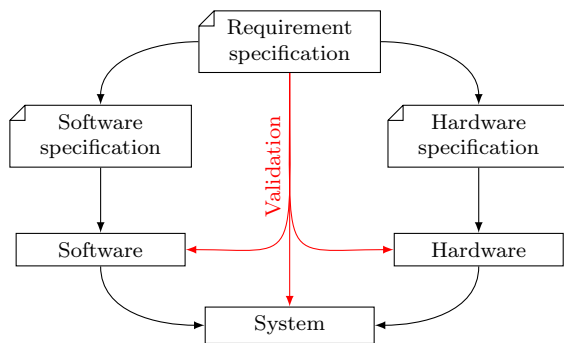 Requirement
specification
Software
specification
Hardware
specification
Validation
Software
Hardware
System